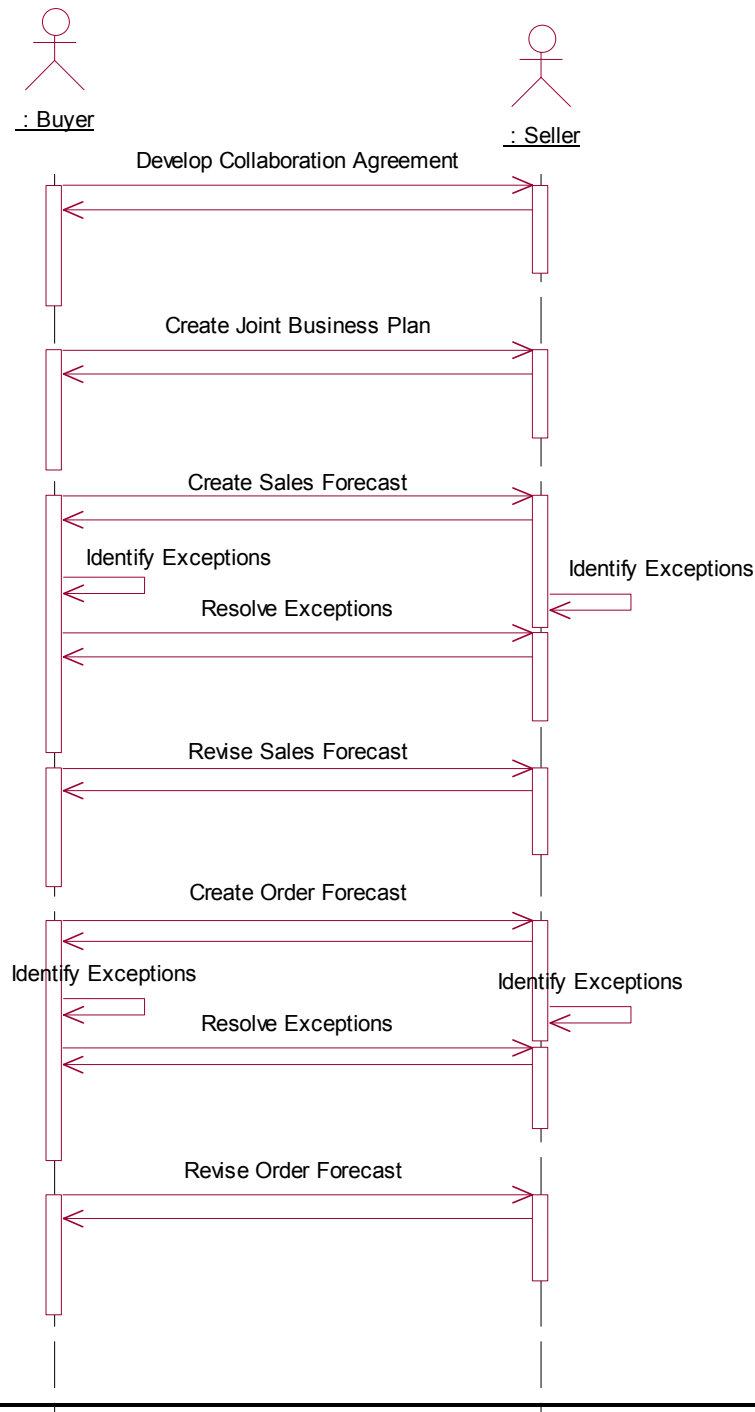 : Buyer
: Seller
Develop Collaboration Agreement
Create Joint Business Plan
Create Sales Forecast
Identify Exceptions
Identify Exceptions
Resolve Exceptions
Revise Sales Forecast
Create Order Forecast
Identify Exceptions
Identify Exceptions
Resolve Exceptions
Revise Order Forecast